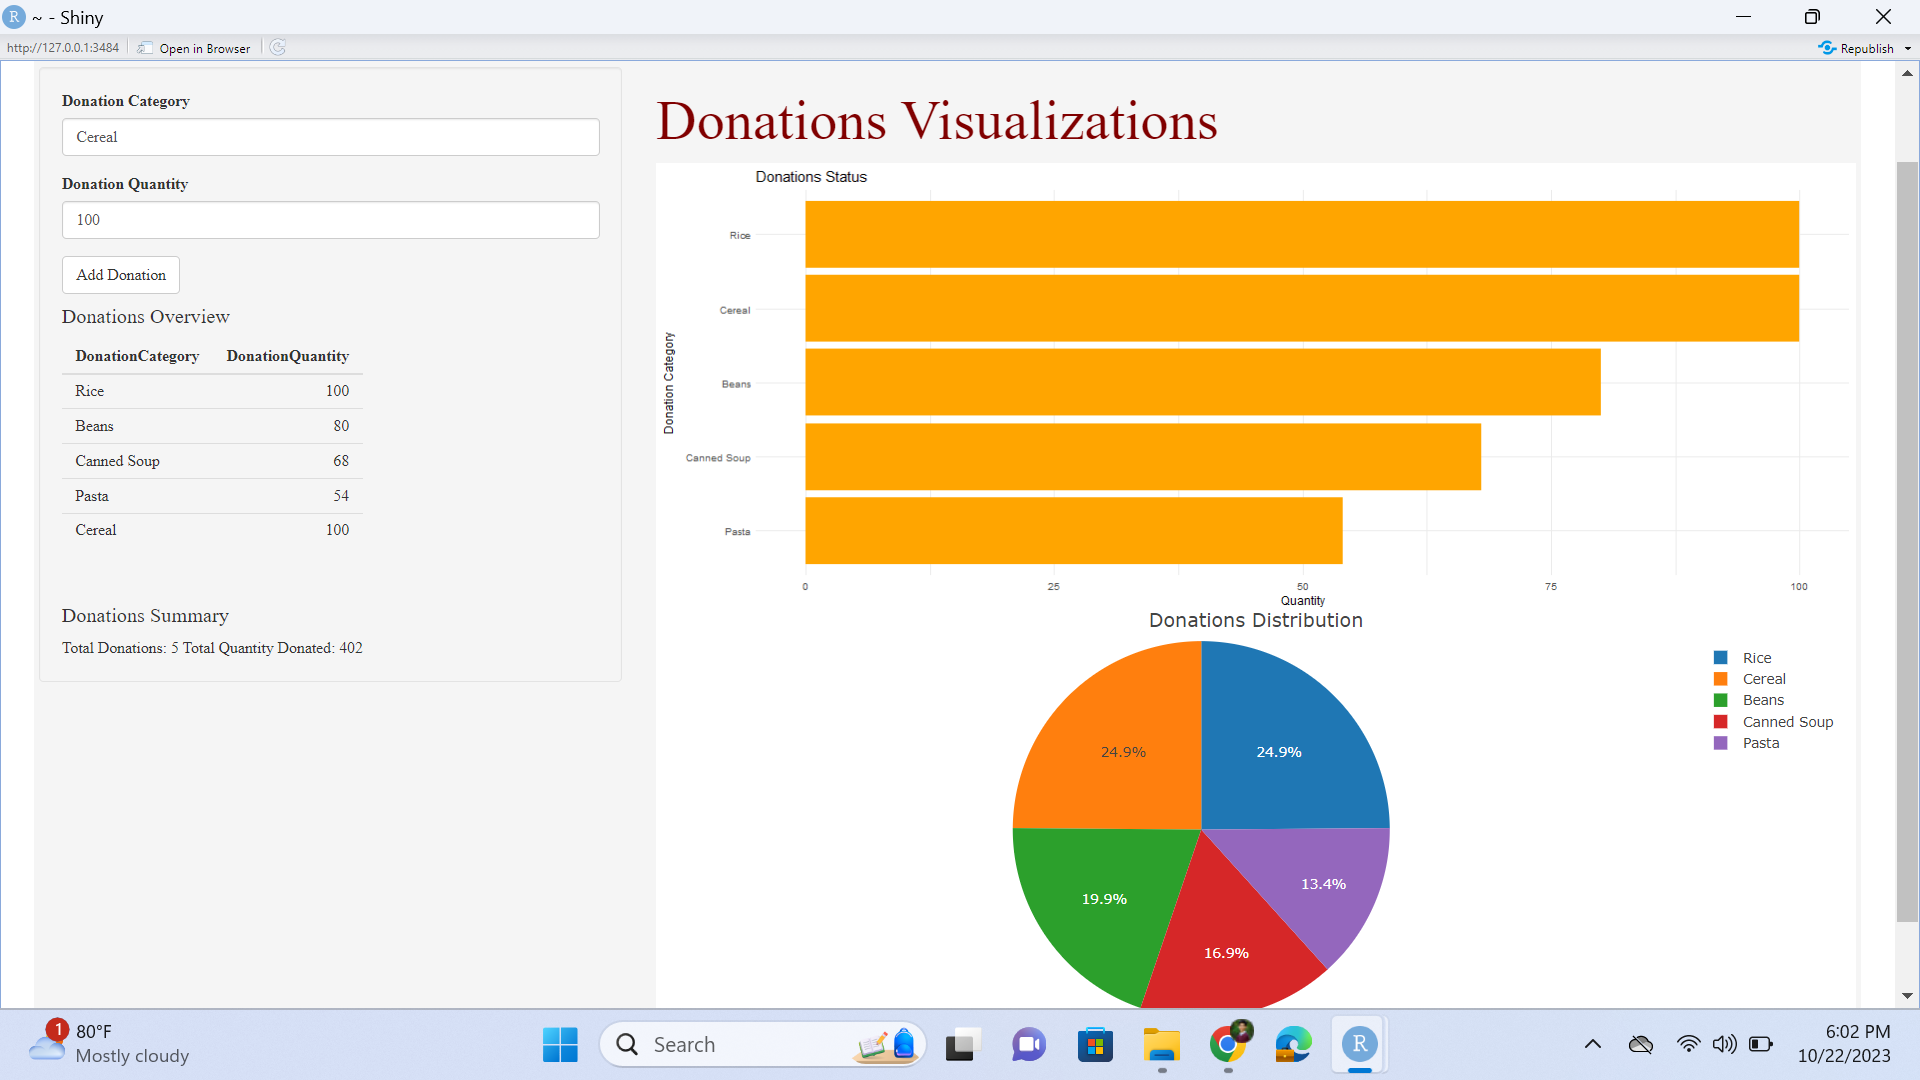 R ~ - Shiny
http://127.0.0.1:3484 Open in Browser Republish
Donation Category
Cereal
Donation Quantity
100
Add Donation
Donations Overview
DonationCategory DonationQuantity
Rice 100
Beans 80
Canned Soup 68
Pasta 54
Cereal 100
Donations Summary
Total Donations: 5 Total Quantity Donated: 402
Donations Visualizations
Donations Status
Donation Category
Rice
Cereal
Beans
Canned Soup
Pasta
0 25 50 75 100
Quantity
Donations Distribution
24.9% 24.9%
19.9% 13.4%
16.9%
Rice
Cereal
Beans
Canned Soup
Pasta
1 80°F
Mostly cloudy
Search
R
6:02 PM
10/22/2023